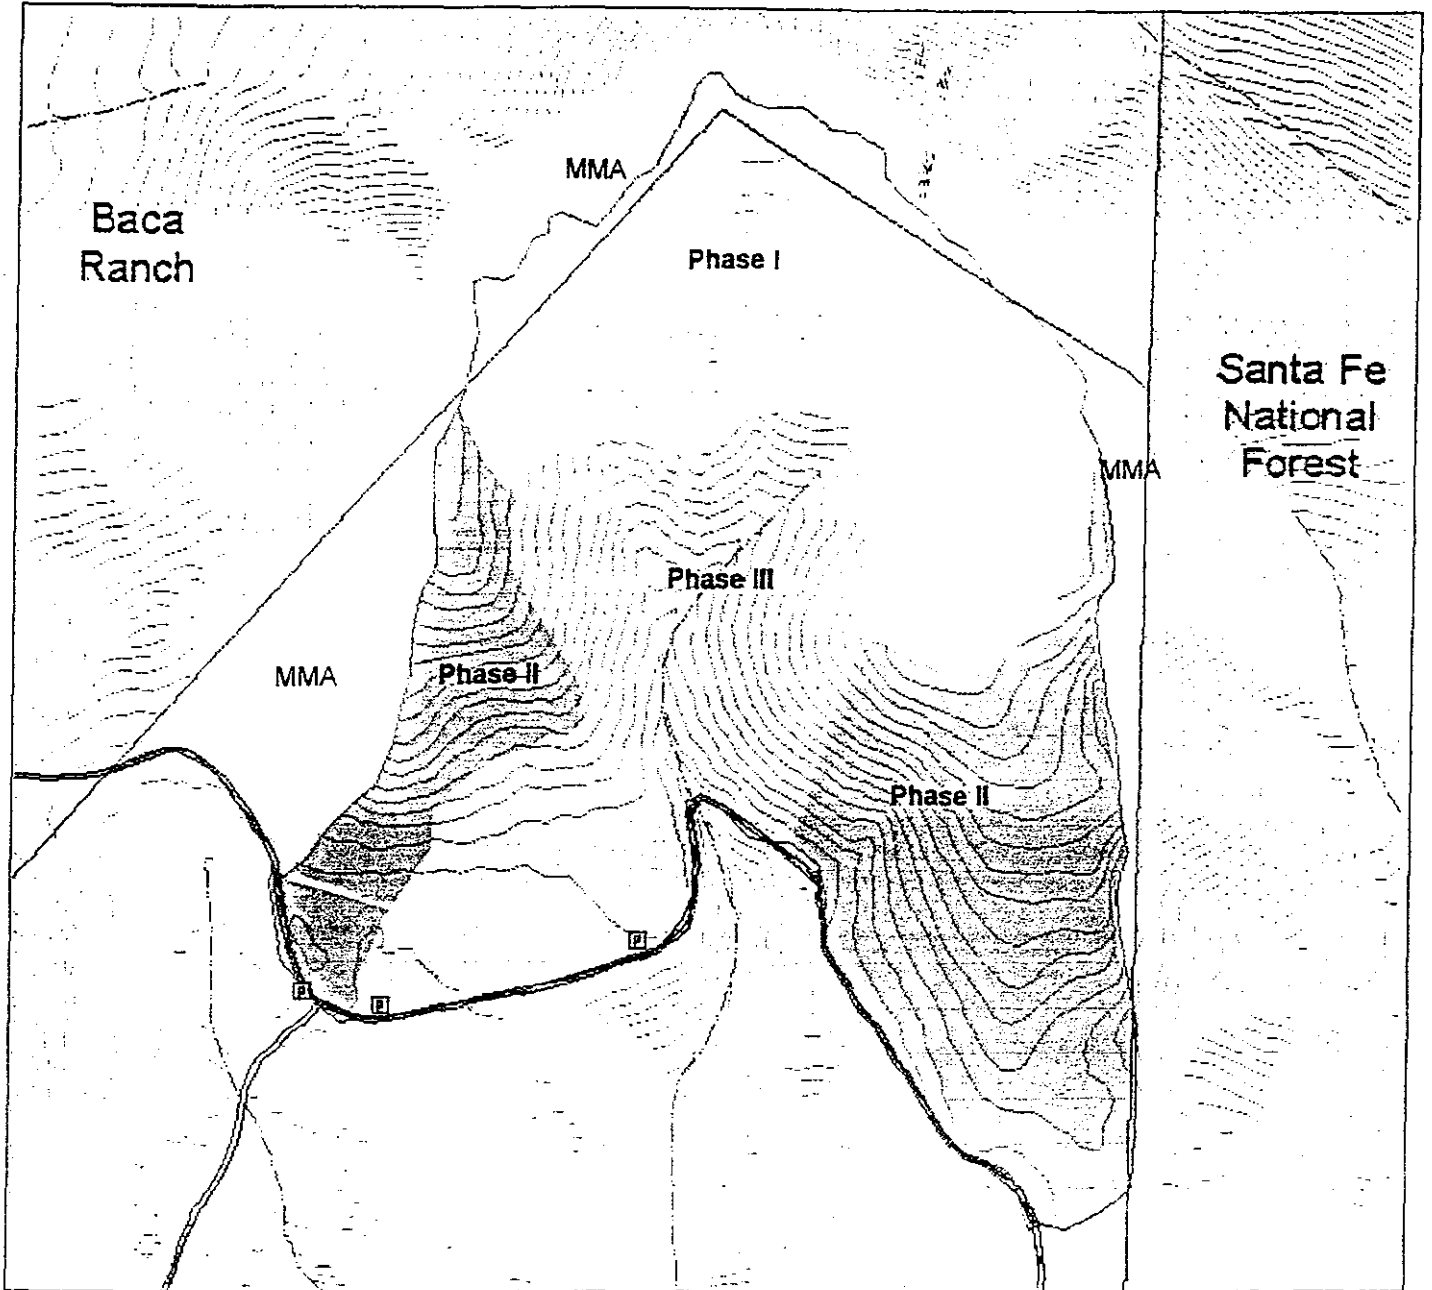 MMA
Baca
Ranch
Phase I
Santa Fe
National
Forest
MMA
Phase III
MMA
Phase II
Phase II
P
P
P